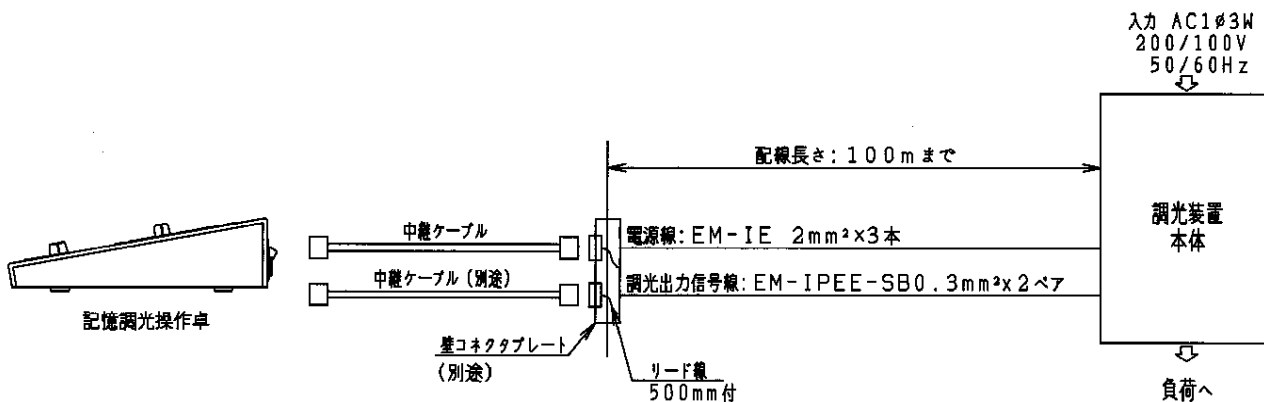 入力 AC1φ3W
200/100V
50/60Hz
配線長さ:100mまで
調光装置
本体
中継ケーブル
電源線:EM-IE 2mm²×3本
中継ケーブル(別途)
調光出力信号線:EM-IPEE-SB0.3mm²x2ペア
記憶調光操作卓
壁コネクタプレート
(別途)
リード線
500mm付
負荷へ